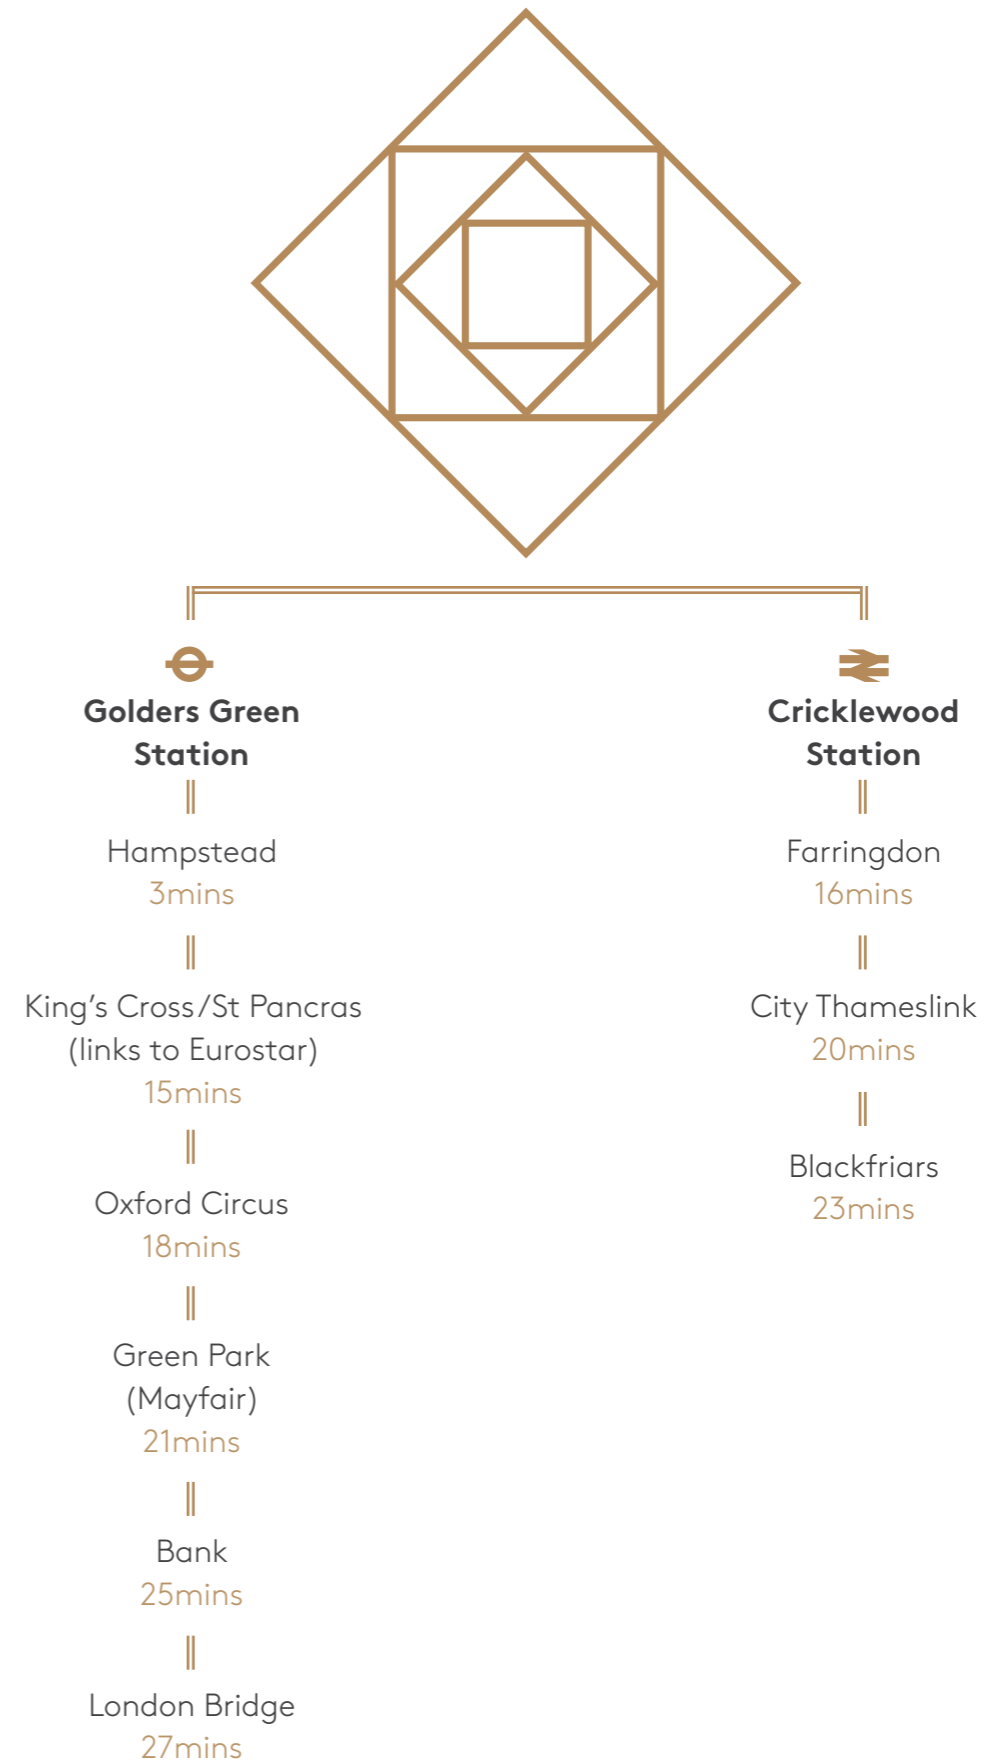 Golders Green
Station
Hampstead
3mins
King’s Cross/St Pancras
(links to Eurostar)
15mins
Oxford Circus
18mins
Green Park
(Mayfair)
21mins
Bank
25mins
London Bridge
27mins
Cricklewood
Station
Farringdon
16mins
City Thameslink
20mins
Blackfriars
23mins